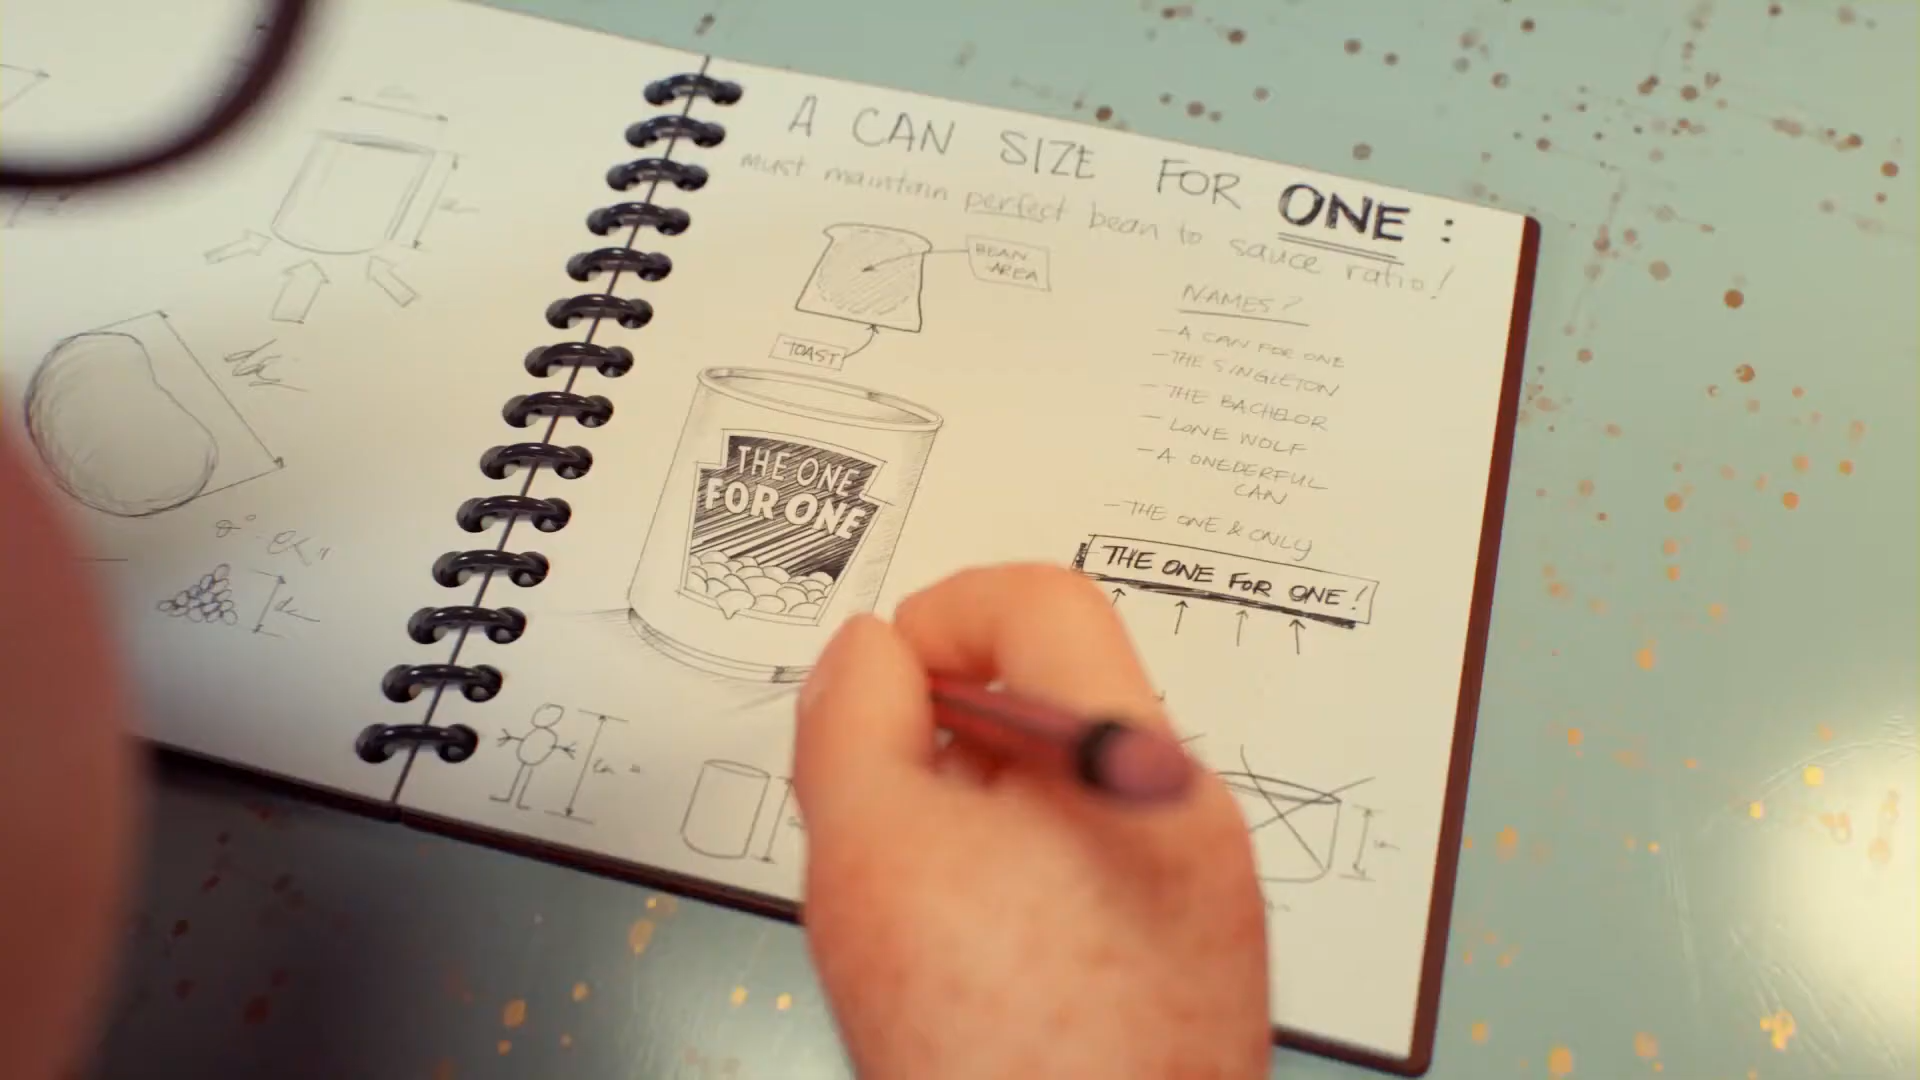 A CAN SIZE FOR ONE :
must maintain perfect bean to sauce ratio!
BEAN
AREA
TOAST
THE ONE
FOR ONE
NAMES?
- A CAN FOR ONE
- THE SINGLETON
- THE BACHELOR
- LONE WOLF
- A ONEDERFUL
CAN
- THE ONE & ONLY
- THE ONE FOR ONE!